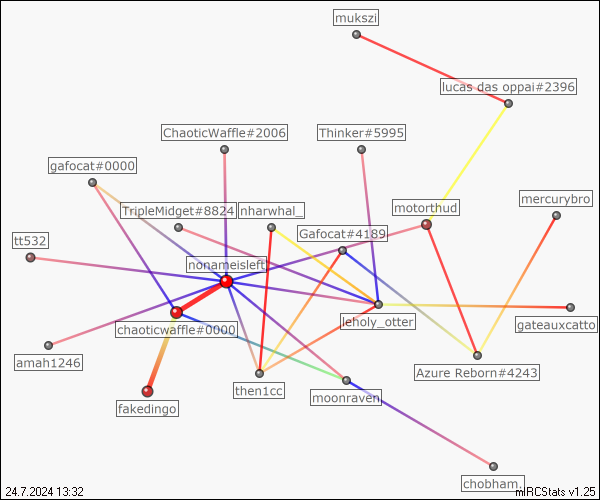 mukszi
lucas das oppai#2396
ChaoticWaffle#2006
Thinker#5995
gafocat#0000
mercurybro
TripleMidget#8824
nharwhal_
motorthud
Gafocat#4189
tt532
nonameisleft
leholy_otter
gateauxcatto
chaoticwaffle#0000
amah1246
Azure Reborn#4243
then1cc
moonraven
fakedingo
chobham.
24.7.2024 13:32
mIRCStats v1.25